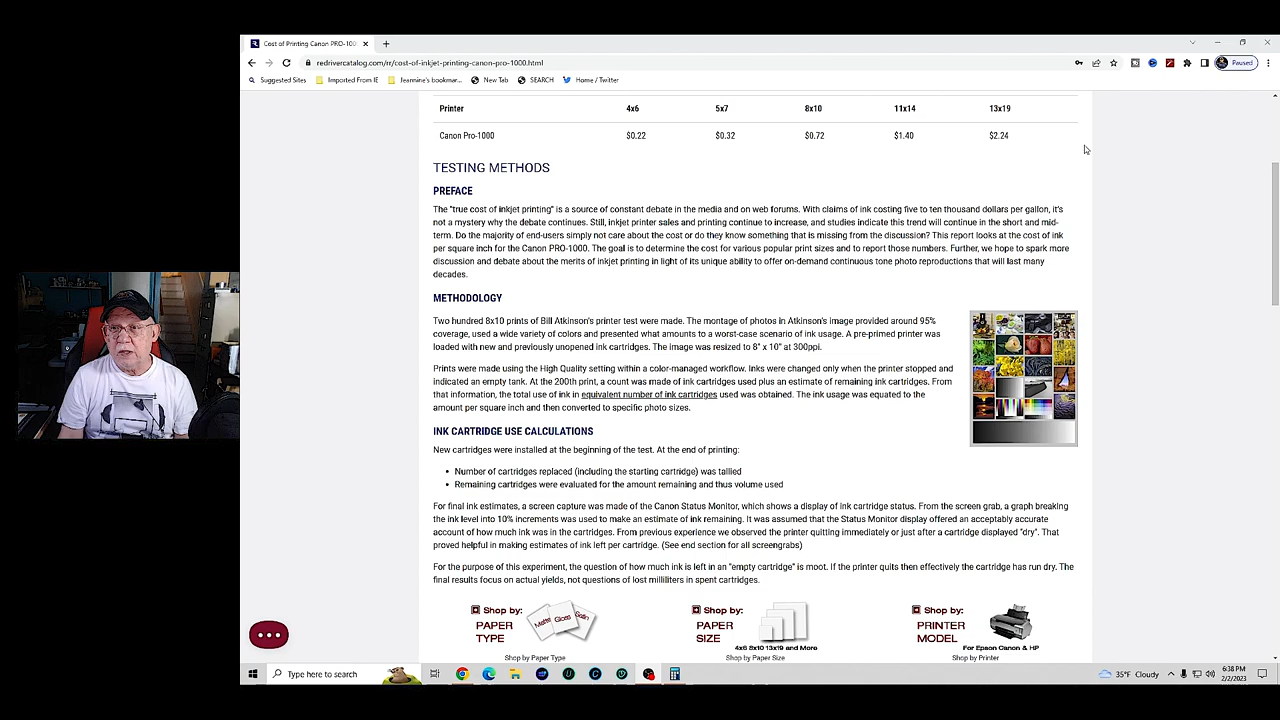 Cost of Printing Canon PRO-100
redrivercatalog.com/rr/cost-of-inkjet-printing-canon-pro-1000.html
Paused
Suggested Sites Imported From IE Jeannine's bookmar... New Tab SEARCH Home / Twitter
Printer 4x6 5x7 8x10 11x14 13x19
Canon Pro-1000 $0.22 $0.32 $0.72 $1.40 $2.24
TESTING METHODS
PREFACE
The "true cost of inkjet printing" is a source of constant debate in the media and on web forums. With claims of ink costing five to ten thousand dollars per gallon, it's
not a mystery why the debate continues. Still, inkjet printer sales and printing continue to increase, and studies indicate this trend will continue in the short and mid-
term. Do the majority of end-users simply not care about the cost or do they know something that is missing from the discussion? This report looks at the cost of ink
per square inch for the Canon PRO-1000. The goal is to determine the cost for various popular print sizes and to report those numbers. Further, we hope to spark more
discussion and debate about the merits of inkjet printing in light of its unique ability to offer on-demand continuous tone photo reproductions that will last many
decades.
METHODOLOGY
Two hundred 8x10 prints of Bill Atkinson's printer test were made. The montage of photos in Atkinson's image provided around 95%
coverage, used a wide variety of colors and presented what amounts to a worst-case scenario of ink usage. A pre-primed printer was
loaded with new and previously unopened ink cartridges. The image was resized to 8" x 10" at 300ppi.
Prints were made using the High Quality setting within a color-managed workflow. Inks were changed only when the printer stopped and
indicated an empty tank. At the 200th print, a count was made of ink cartridges used plus an estimate of remaining ink cartridges. From
that information, the total use of ink in equivalent number of ink cartridges used was obtained. The ink usage was equated to the
amount per square inch and then converted to specific photo sizes.
INK CARTRIDGE USE CALCULATIONS
New cartridges were installed at the beginning of the test. At the end of printing:
• Number of cartridges replaced (including the starting cartridge) was tallied
• Remaining cartridges were evaluated for the amount remaining and thus volume used
For final ink estimates, a screen capture was made of the Canon Status Monitor, which shows a display of ink cartridge status. From the screen grab, a graph breaking
the ink level into 10% increments was used to make an estimate of ink remaining. It was assumed that the Status Monitor display offered an acceptably accurate
account of how much ink was in the cartridges. From previous experience we observed the printer quitting immediately or just after a cartridge displayed "dry". That
proved helpful in making estimates of ink left per cartridge. (See end section for all screengrabs)
For the purpose of this experiment, the question of how much ink is left in an "empty cartridge" is moot. If the printer quits then effectively the cartridge has run dry. The
final results focus on actual yields, not questions of lost milliliters in spent cartridges.
Shop by: PAPER TYPE Matte Gloss Satin
Shop by: PAPER SIZE 4x6 8x10 13x19 and More
Shop by: PRINTER MODEL For Epson Canon & HP
Shop by Paper Type Shop by Paper Size Shop by Printer
Type here to search
35°F Cloudy
6:38 PM
2/2/2023